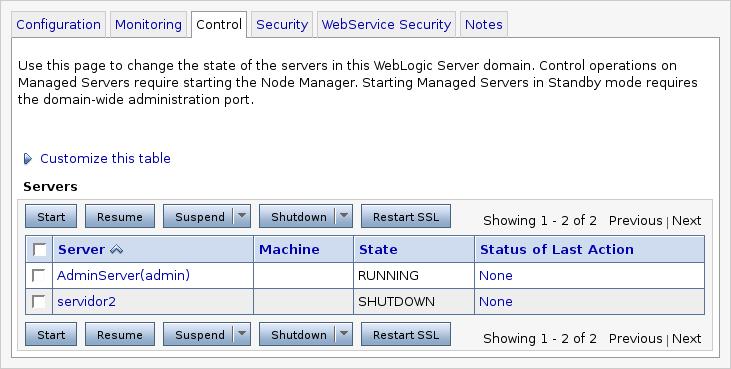 Configuration Monitoring Control Security WebService Security Notes
Use this page to change the state of the servers in this WebLogic Server domain. Control operations on
Managed Servers require starting the Node Manager. Starting Managed Servers in Standby mode requires
the domain-wide administration port.
Customize this table
Servers
Start Resume Suspend Shutdown Restart SSL Showing 1 - 2 of 2 Previous | Next
Server Machine State Status of Last Action
AdminServer(admin) RUNNING None
servidor2 SHUTDOWN None
Start Resume Suspend Shutdown Restart SSL Showing 1 - 2 of 2 Previous | Next